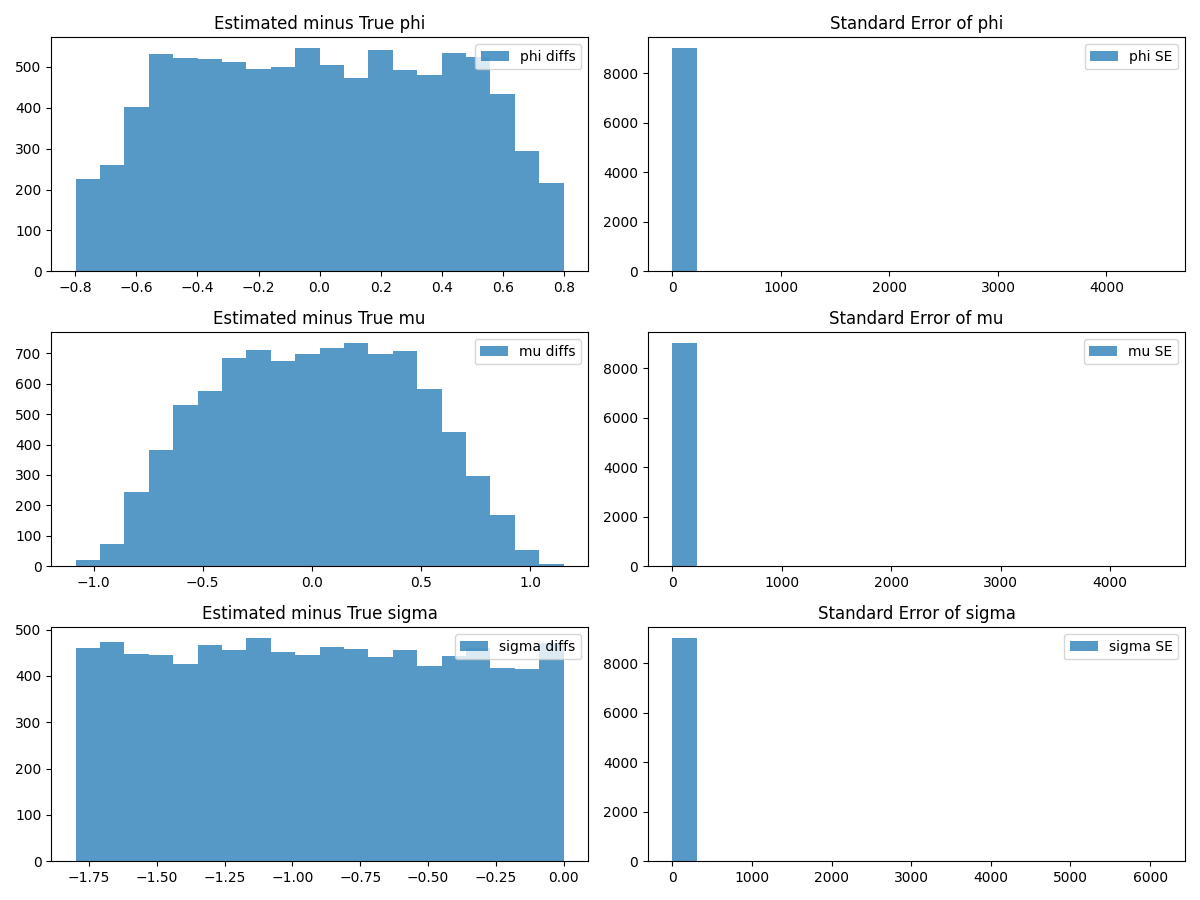 Estimated minus True phi
phi diffs
500
400
300
200
100
0
−0.8 −0.6 −0.4 −0.2 0.0 0.2 0.4 0.6 0.8
Standard Error of phi
phi SE
8000
6000
4000
2000
0
0 1000 2000 3000 4000
Estimated minus True mu
mu diffs
700
600
500
400
300
200
100
0
−1.0 −0.5 0.0 0.5 1.0
Standard Error of mu
mu SE
8000
6000
4000
2000
0
0 1000 2000 3000 4000
Estimated minus True sigma
sigma diffs
500
400
300
200
100
0
−1.75 −1.50 −1.25 −1.00 −0.75 −0.50 −0.25 0.00
Standard Error of sigma
sigma SE
8000
6000
4000
2000
0
0 1000 2000 3000 4000 5000 6000